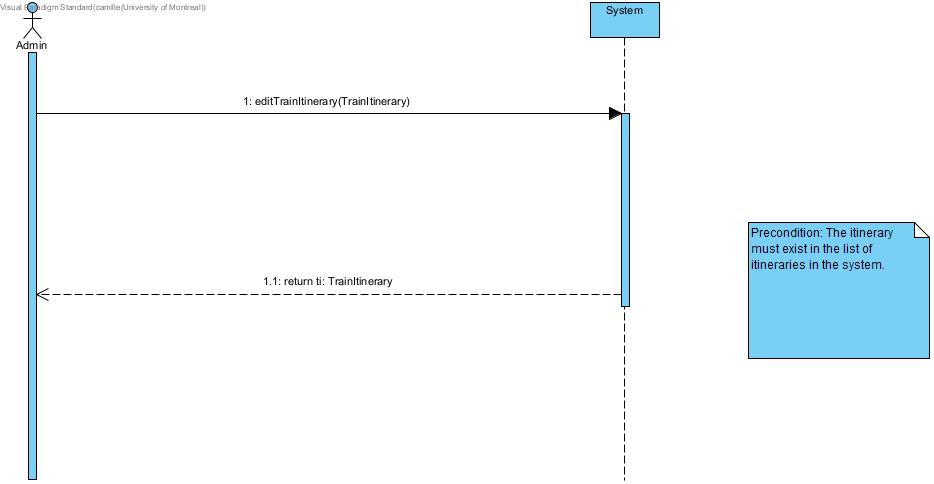 Visual Paradigm Standard(camille(University of Montreal))
Admin
System
1: editTrainItinerary(TrainItinerary)
Precondition: The itinerary
must exist in the list of
itineraries in the system.
1.1: return ti: TrainItinerary